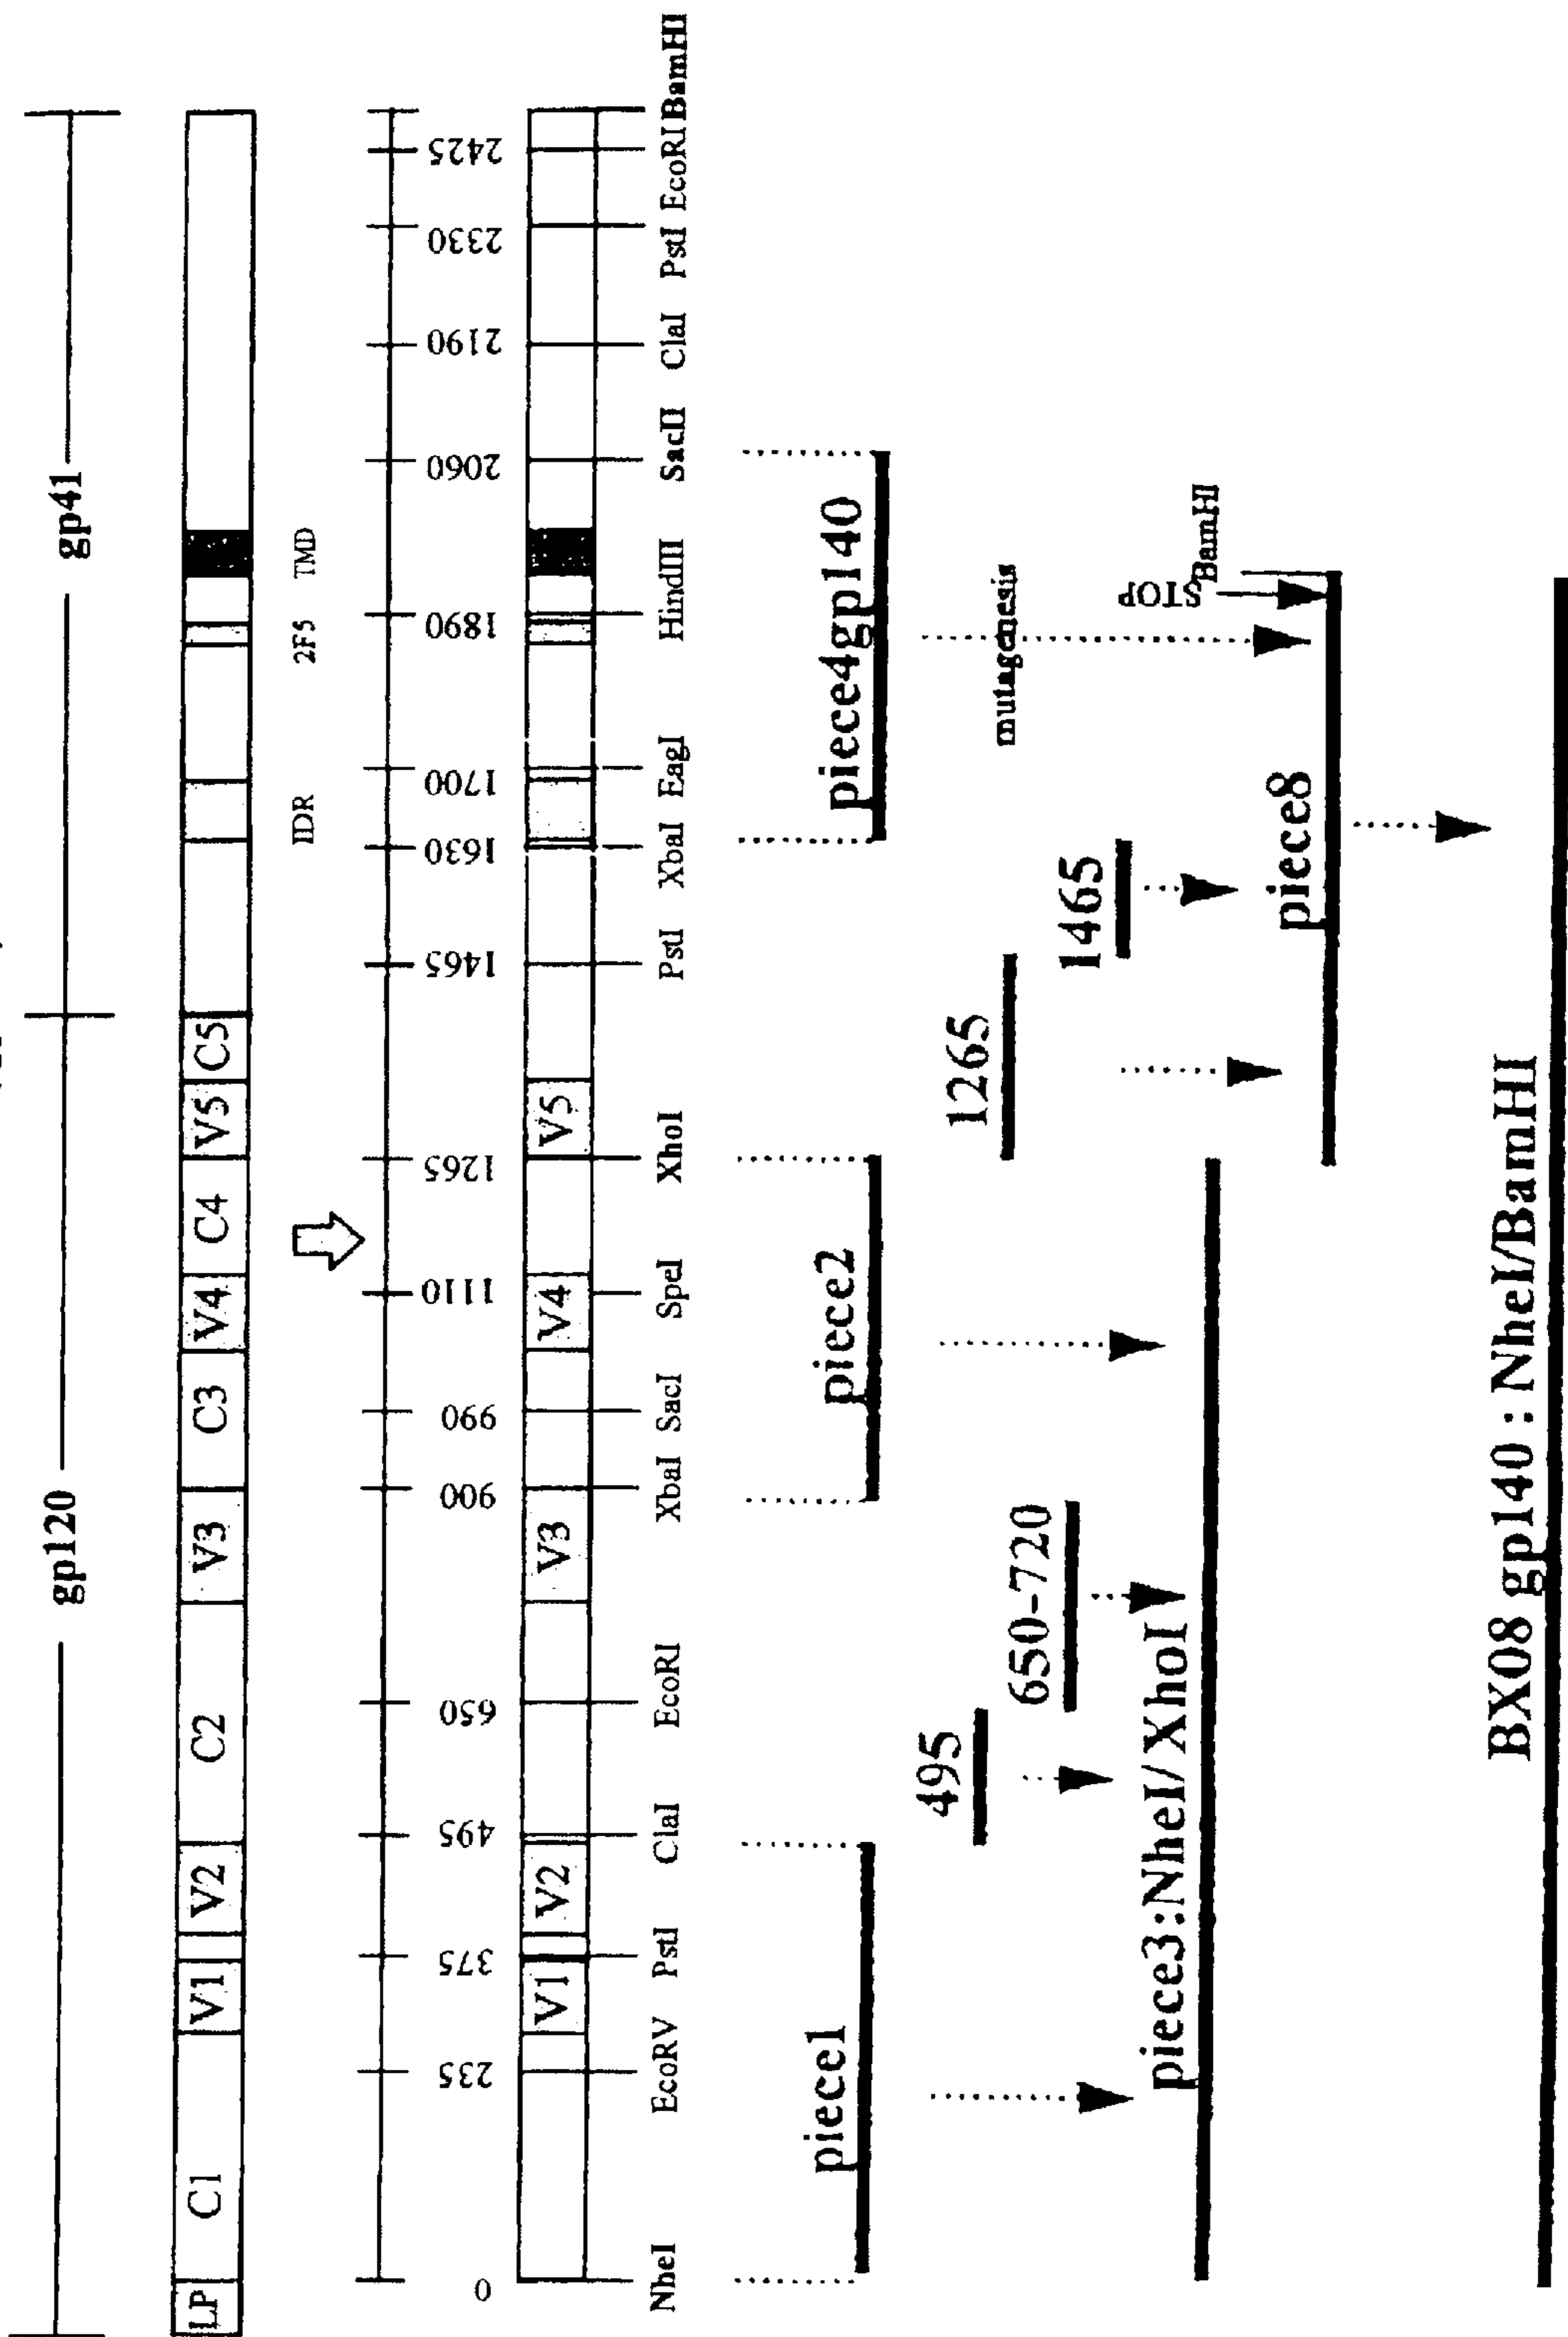 gp120 gp41
LP C1 V1 V2 C2 V3 C3 V4 C4 V5 C5
IDR 2F5 TMD
0 235 375 495 650 900 990 1110 1265 1465 1630 1700 1890 2060 2190 2330 2425
V1 V2 V3 V4 V5
NheI EcoRV PstI ClaI EcoRI XbaI SacI SpeI XhoI PstI XbaI EagI HindIII SacII ClaI PstI EcoRI BamHI
piece1 piece2 piece4gp140
495 1265
mutagenesis
650-720 1465
piece3:NheI/XhoI
STOP BamHI
piece8
BX08 gp140 : NheI/BamHI